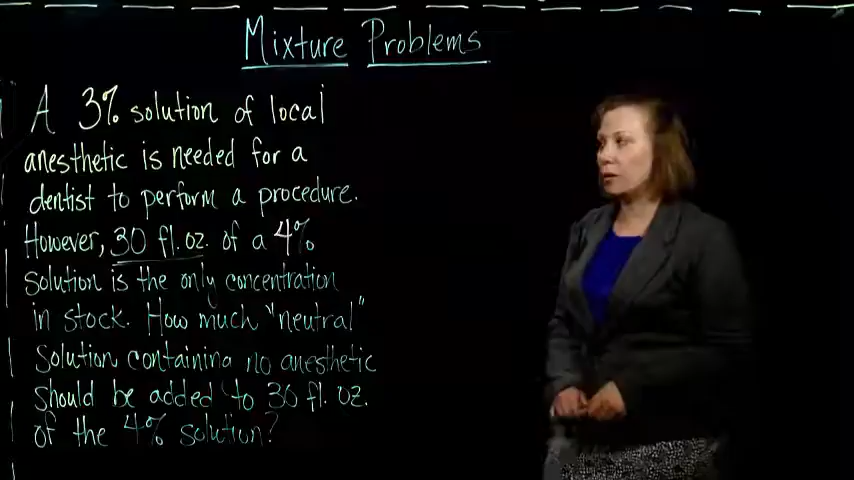 Mixture Problems
A 3% solution of local
anesthetic is needed for a
dentist to perform a procedure.
However, 30 fl. oz. of a 4%
solution is the only concentration
in stock. How much "neutral"
solution containing no anesthetic
should be added to 30 fl. oz.
of the 4% solution?